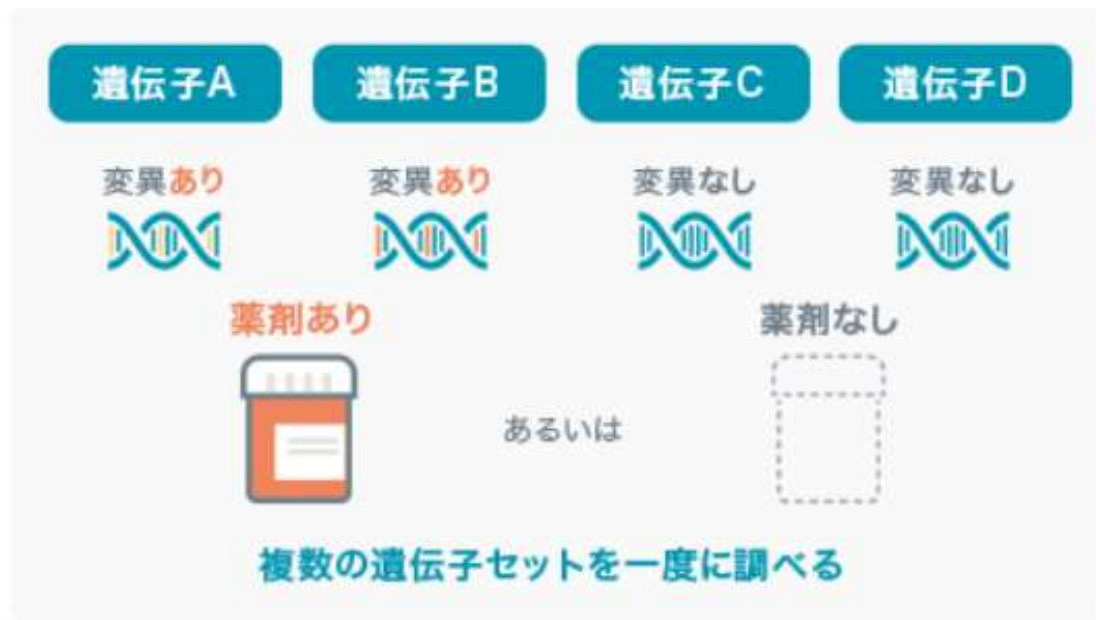 遺伝子A 遺伝子B 遺伝子C 遺伝子D
変異あり 変異あり 変異なし 変異なし
薬剤あり 薬剤なし
あるいは
複数の遺伝子セットを一度に調べる